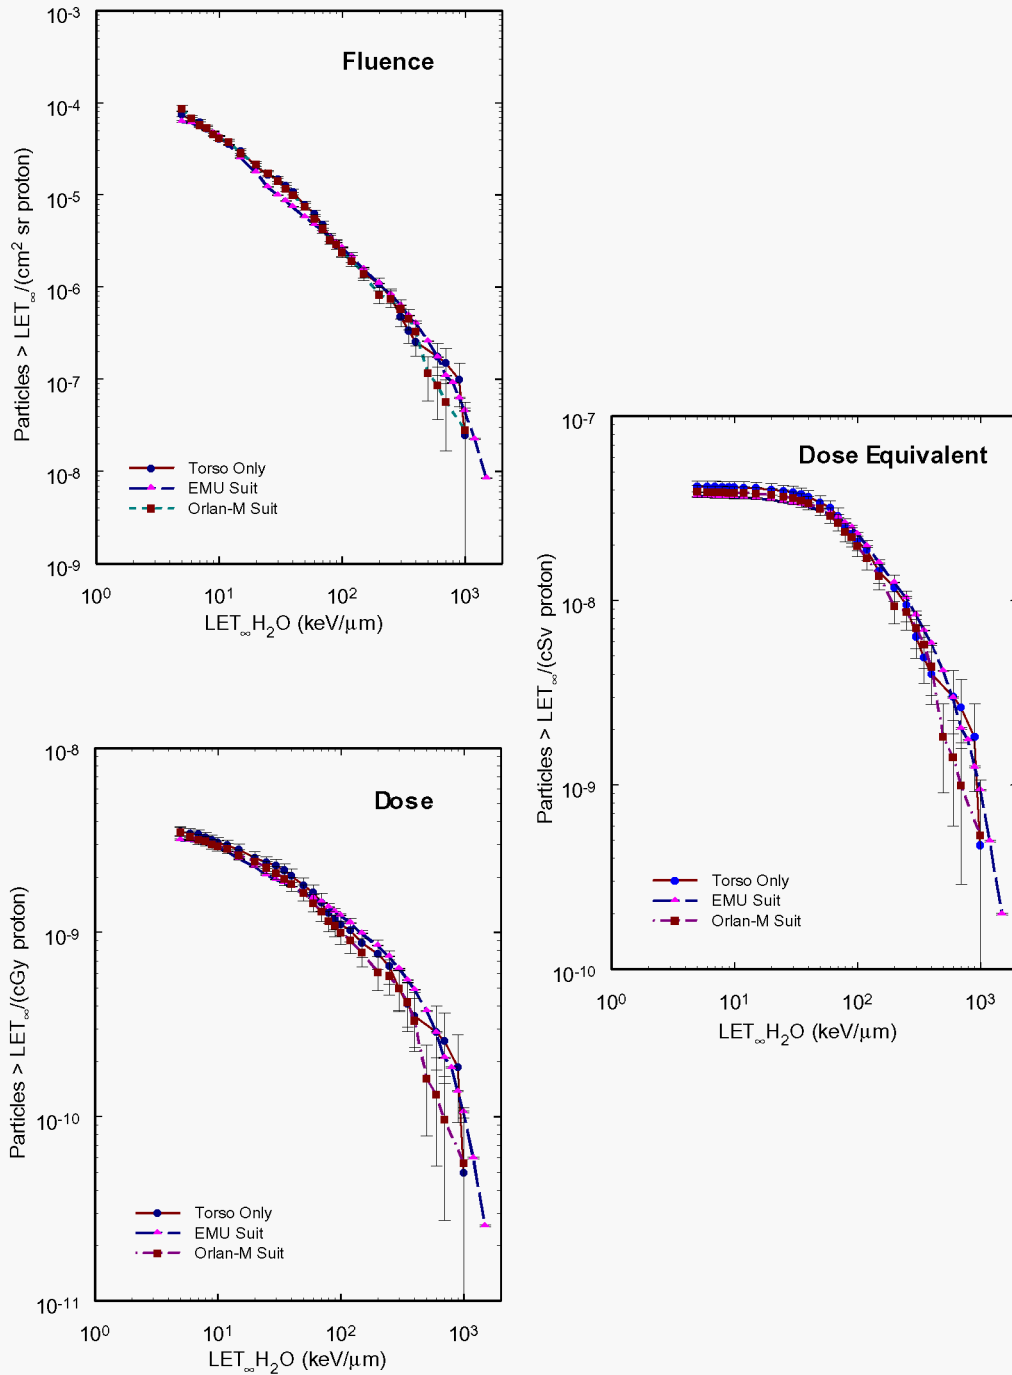 Fluence
10⁻³
10⁻⁴
10⁻⁵
10⁻⁶
10⁻⁷
10⁻⁸
10⁻⁹
Particles > LET∞/(cm² sr proton)
Torso Only
EMU Suit
Orlan-M Suit
10⁰ 10¹ 10² 10³
LET∞H₂O (keV/μm)
Dose Equivalent
10⁻⁷
10⁻⁸
10⁻⁹
10⁻¹⁰
Particles > LET∞/(cSv proton)
Torso Only
EMU Suit
Orlan-M Suit
10⁰ 10¹ 10² 10³
LET∞H₂O (keV/μm)
Dose
10⁻⁸
10⁻⁹
10⁻¹⁰
10⁻¹¹
Particles > LET∞/(cGy proton)
Torso Only
EMU Suit
Orlan-M Suit
10⁰ 10¹ 10² 10³
LET∞H₂O (keV/μm)